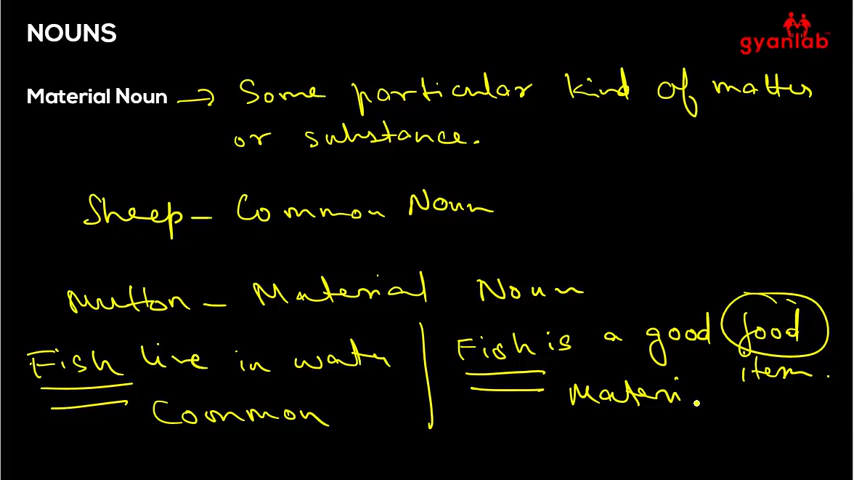 NOUNS
gyanlab
Material Noun → Some particular kind of matter
or substance.
Sheep - Common Noun
Mutton - Material Noun
Fish live in water
Common
Fish is a good food
item.
Materi.